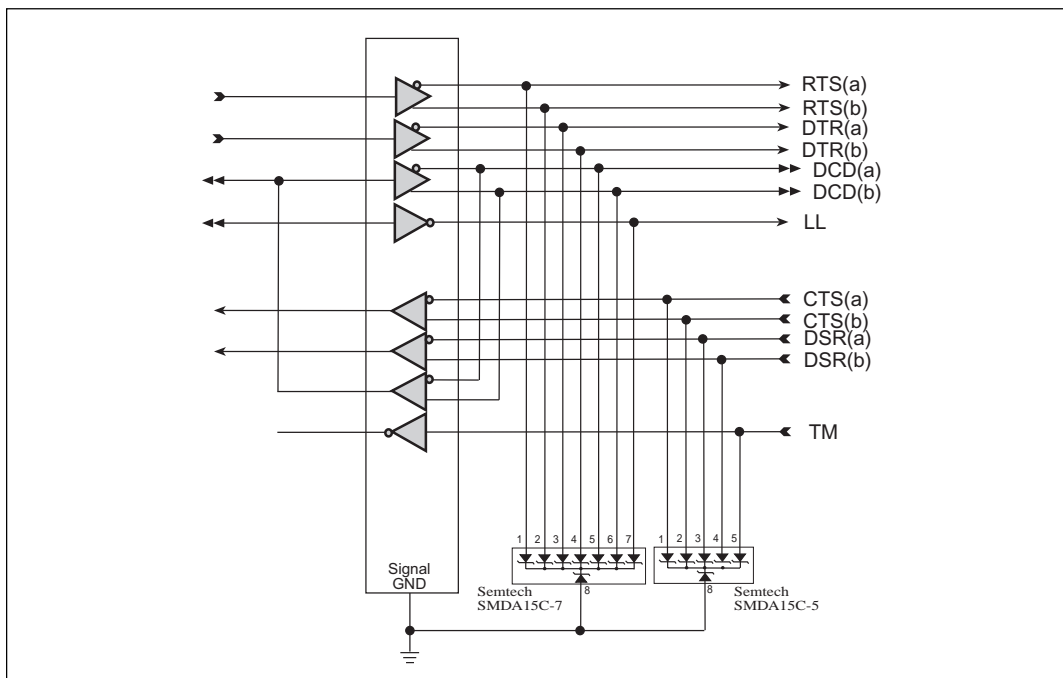 RTS(a)
RTS(b)
DTR(a)
DTR(b)
DCD(a)
DCD(b)
LL
CTS(a)
CTS(b)
DSR(a)
DSR(b)
TM
1 2 3 4 5 6 7
1 2 3 4 5
Signal
GND
8
Semtech
SMDA15C-7
8
Semtech
SMDA15C-5